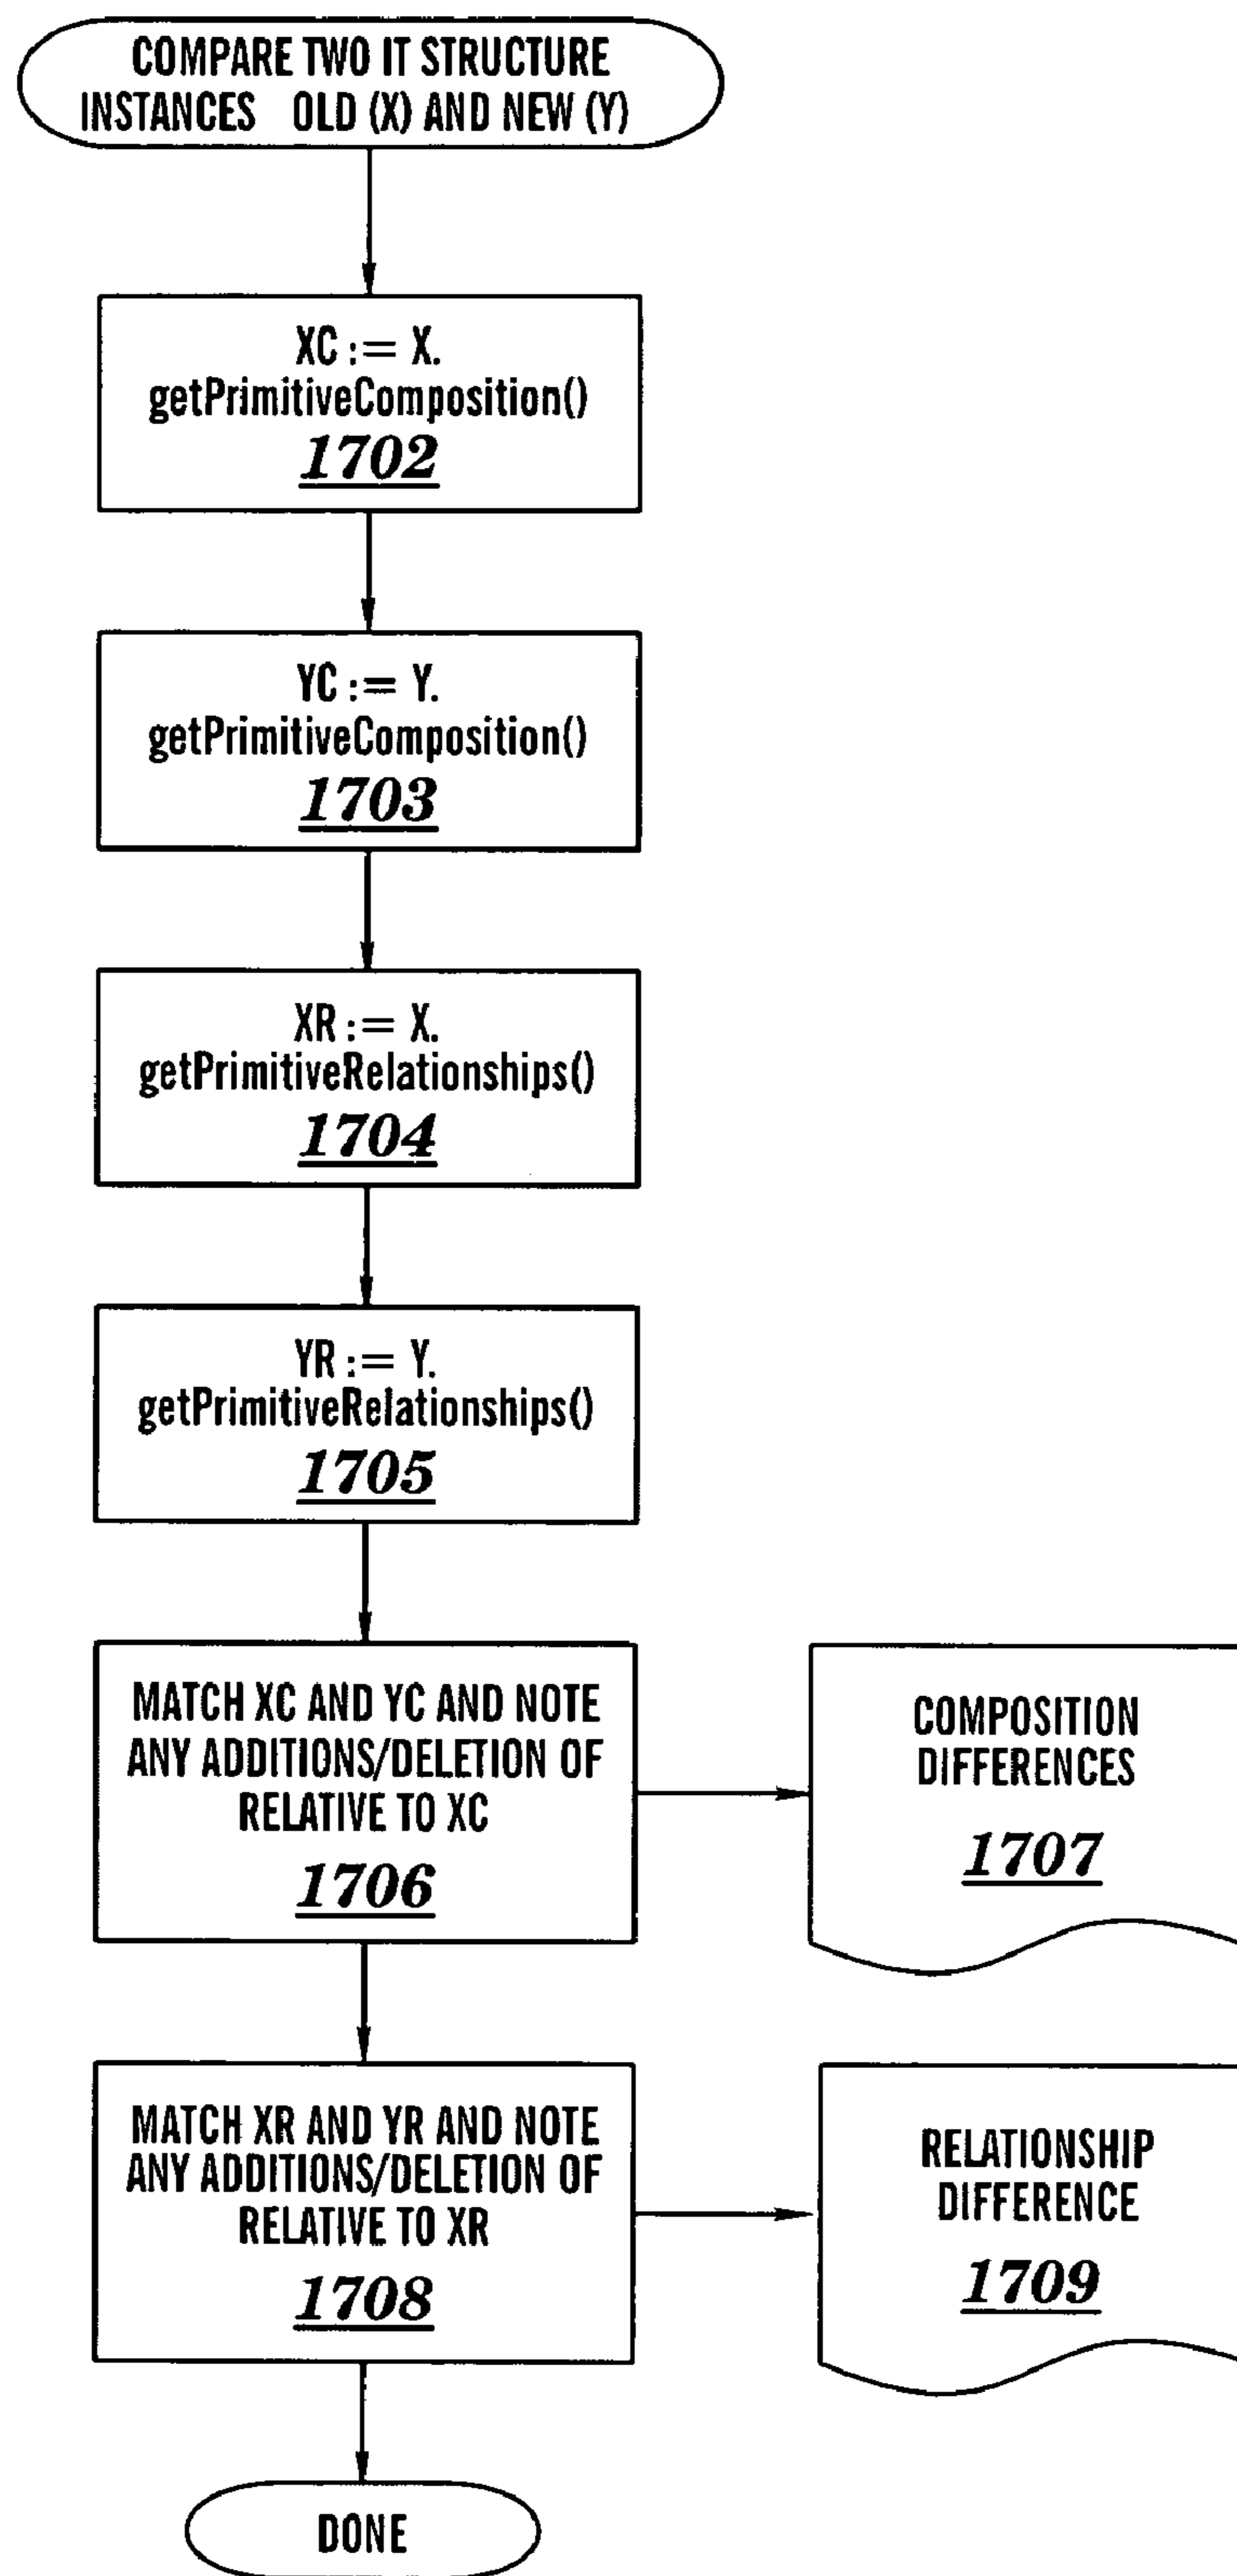 COMPARE TWO IT STRUCTURE
INSTANCES OLD (X) AND NEW (Y)
XC := X.
getPrimitiveComposition()
1702
YC := Y.
getPrimitiveComposition()
1703
XR := X.
getPrimitiveRelationships()
1704
YR := Y.
getPrimitiveRelationships()
1705
MATCH XC AND YC AND NOTE
ANY ADDITIONS/DELETION OF
RELATIVE TO XC
1706
COMPOSITION
DIFFERENCES
1707
MATCH XR AND YR AND NOTE
ANY ADDITIONS/DELETION OF
RELATIVE TO XR
1708
RELATIONSHIP
DIFFERENCE
1709
DONE